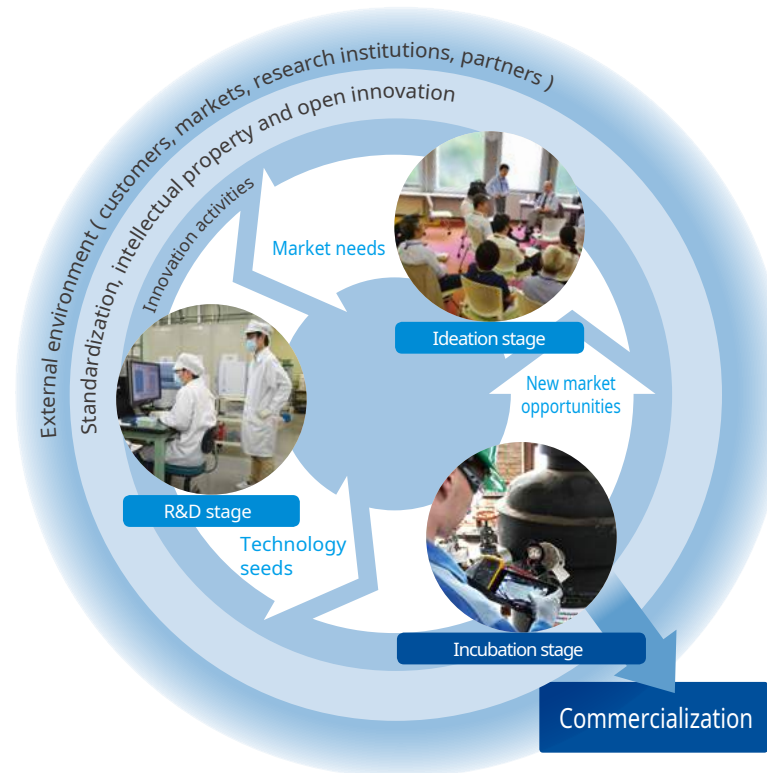 External environment ( customers, markets, research institutions, partners )
Standardization, intellectual property and open innovation
Innovation activities
Market needs
Ideation stage
New market
opportunities
R&D stage
Technology
seeds
Incubation stage
Commercialization